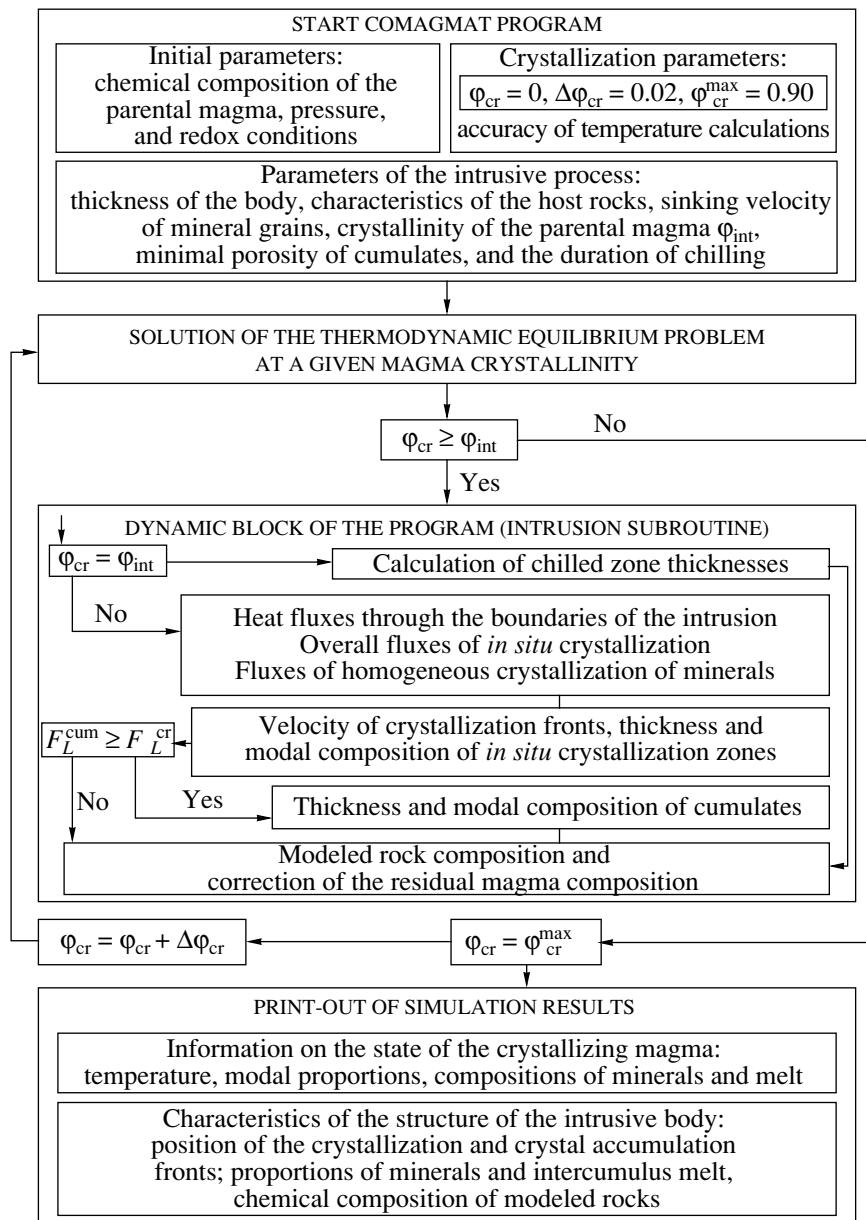 START COMAGMAT PROGRAM
Initial parameters:
chemical composition of the
parental magma, pressure,
and redox conditions
Crystallization parameters:
φcr = 0, Δφcr = 0.02, φcr^max = 0.90
accuracy of temperature calculations
Parameters of the intrusive process:
thickness of the body, characteristics of the host rocks, sinking velocity
of mineral grains, crystallinity of the parental magma φint,
minimal porosity of cumulates, and the duration of chilling
SOLUTION OF THE THERMODYNAMIC EQUILIBRIUM PROBLEM
AT A GIVEN MAGMA CRYSTALLINITY
φcr ≥ φint
No
Yes
DYNAMIC BLOCK OF THE PROGRAM (INTRUSION SUBROUTINE)
φcr = φint
Calculation of chilled zone thicknesses
No
Heat fluxes through the boundaries of the intrusion
Overall fluxes of in situ crystallization
Fluxes of homogeneous crystallization of minerals
F_L^cum ≥ F_L^cr
Velocity of crystallization fronts, thickness and
modal composition of in situ crystallization zones
No
Yes
Thickness and modal composition of cumulates
Modeled rock composition and
correction of the residual magma composition
φcr = φcr + Δφcr
φcr = φcr^max
PRINT-OUT OF SIMULATION RESULTS
Information on the state of the crystallizing magma:
temperature, modal proportions, compositions of minerals and melt
Characteristics of the structure of the intrusive body:
position of the crystallization and crystal accumulation
fronts; proportions of minerals and intercumulus melt,
chemical composition of modeled rocks